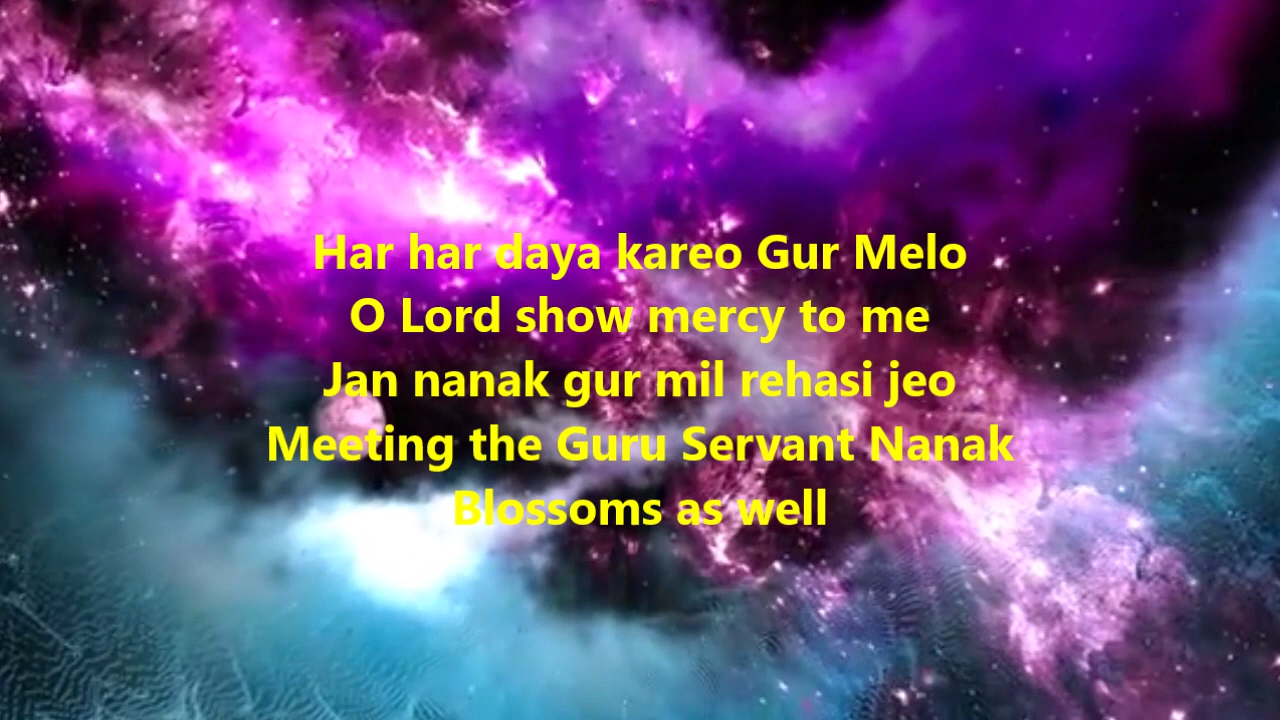 Har har daya kareo Gur Melo
O Lord show mercy to me
Jan nanak gur mil rehasi jeo
Meeting the Guru Servant Nanak
Blossoms as well